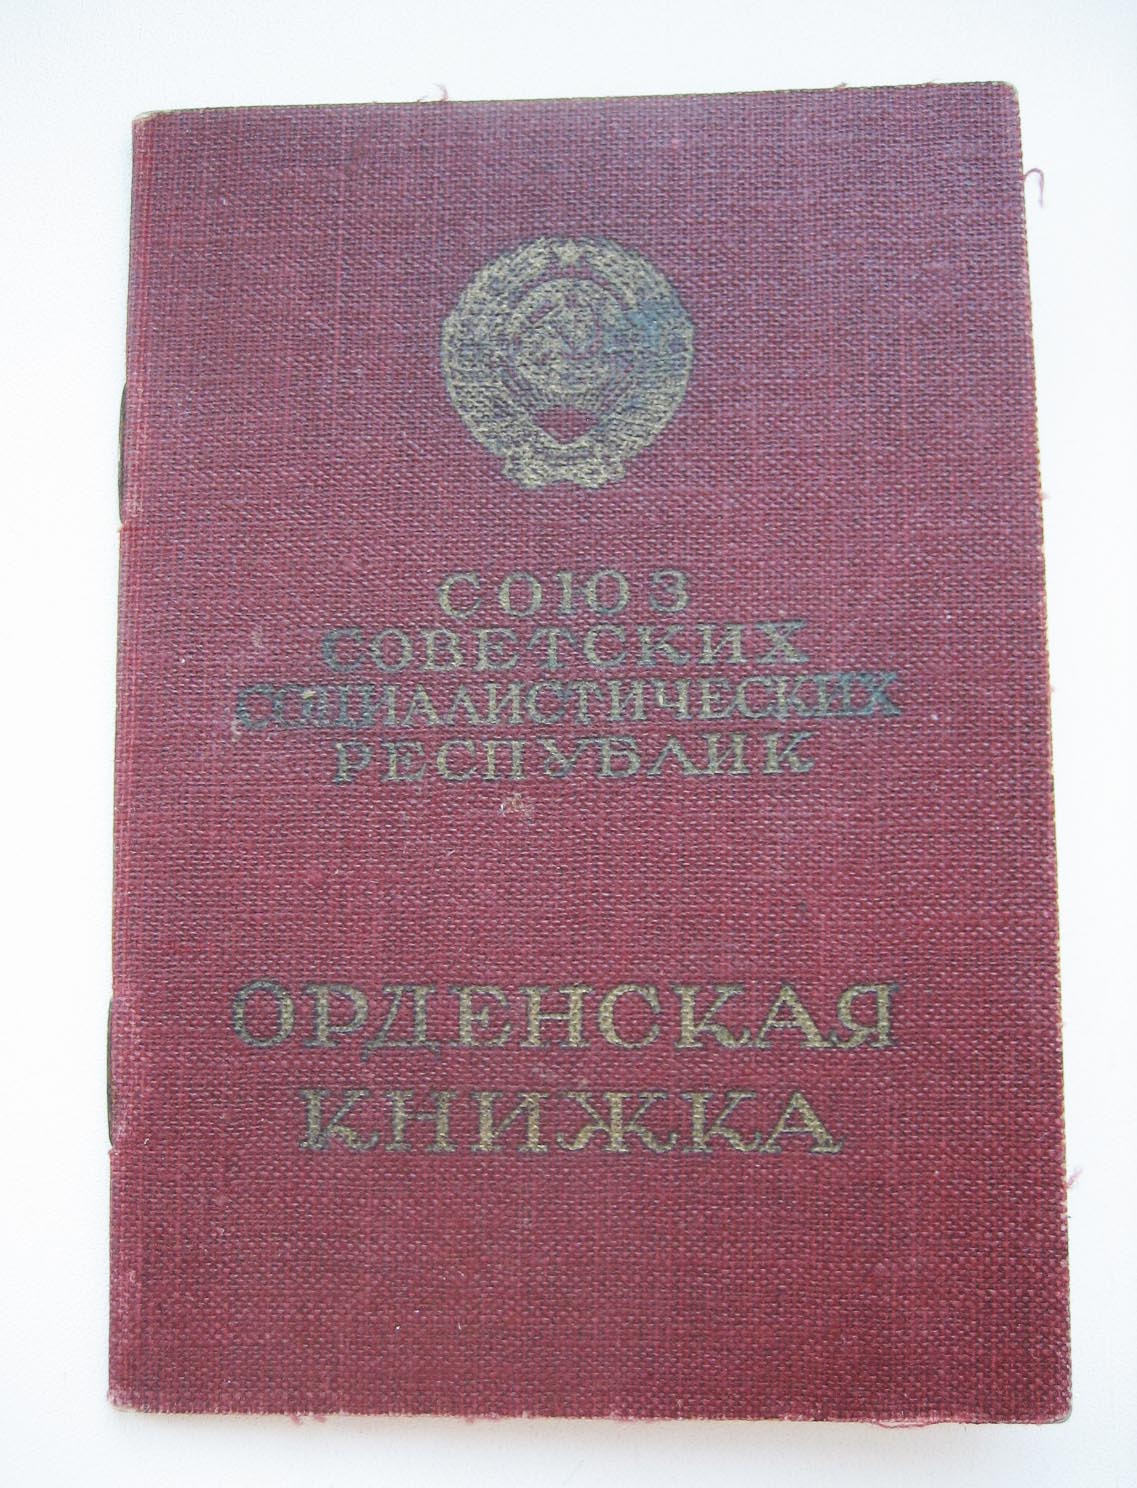 СОЮЗ
СОВЕТСКИХ
СОЦИАЛИСТИЧЕСКИХ
РЕСПУБЛИК
ОРДЕНСКАЯ
КНИЖКА